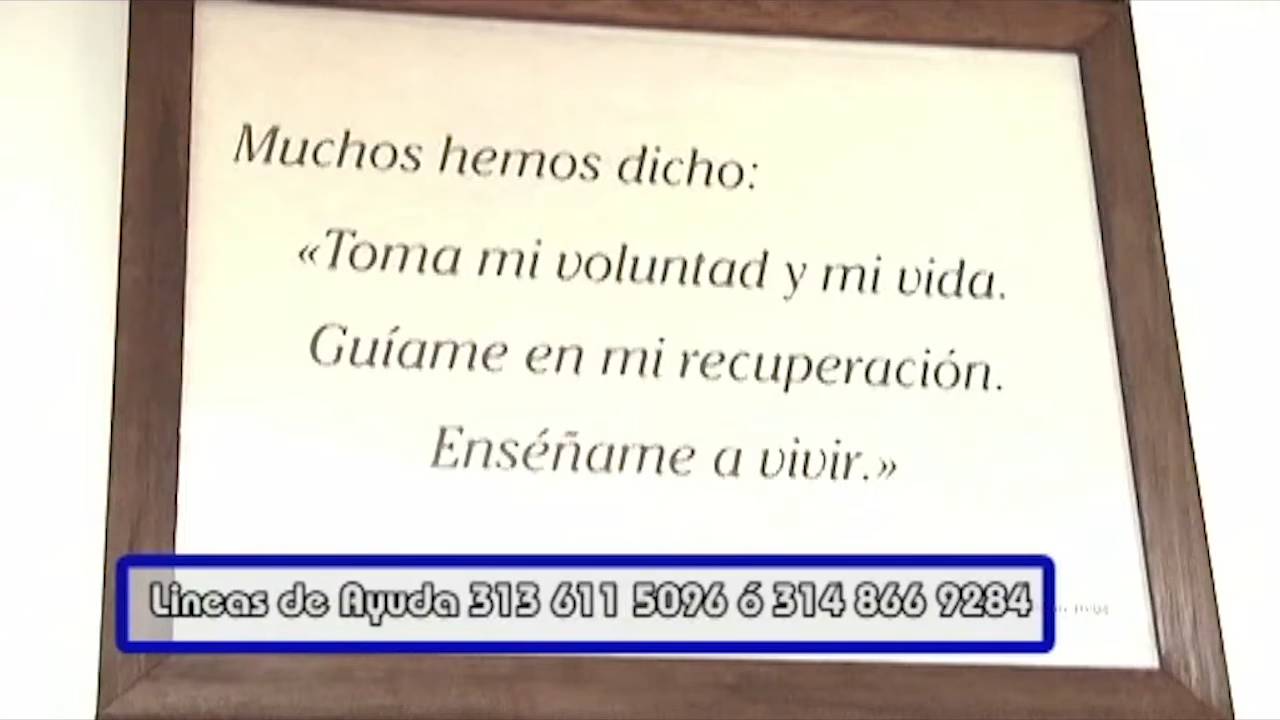 Muchos hemos dicho:
«Toma mi voluntad y mi vida.
Guíame en mi recuperación.
Enséñame a vivir.»
Lineas de Ayuda 313 611 5096 ó 314 866 9284